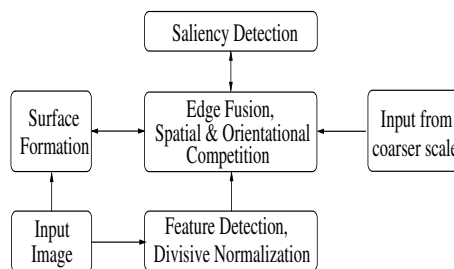 Saliency Detection
Surface
Formation
Edge Fusion,
Spatial & Orientational
Competition
Input from
coarser scale
Input
Image
Feature Detection,
Divisive Normalization